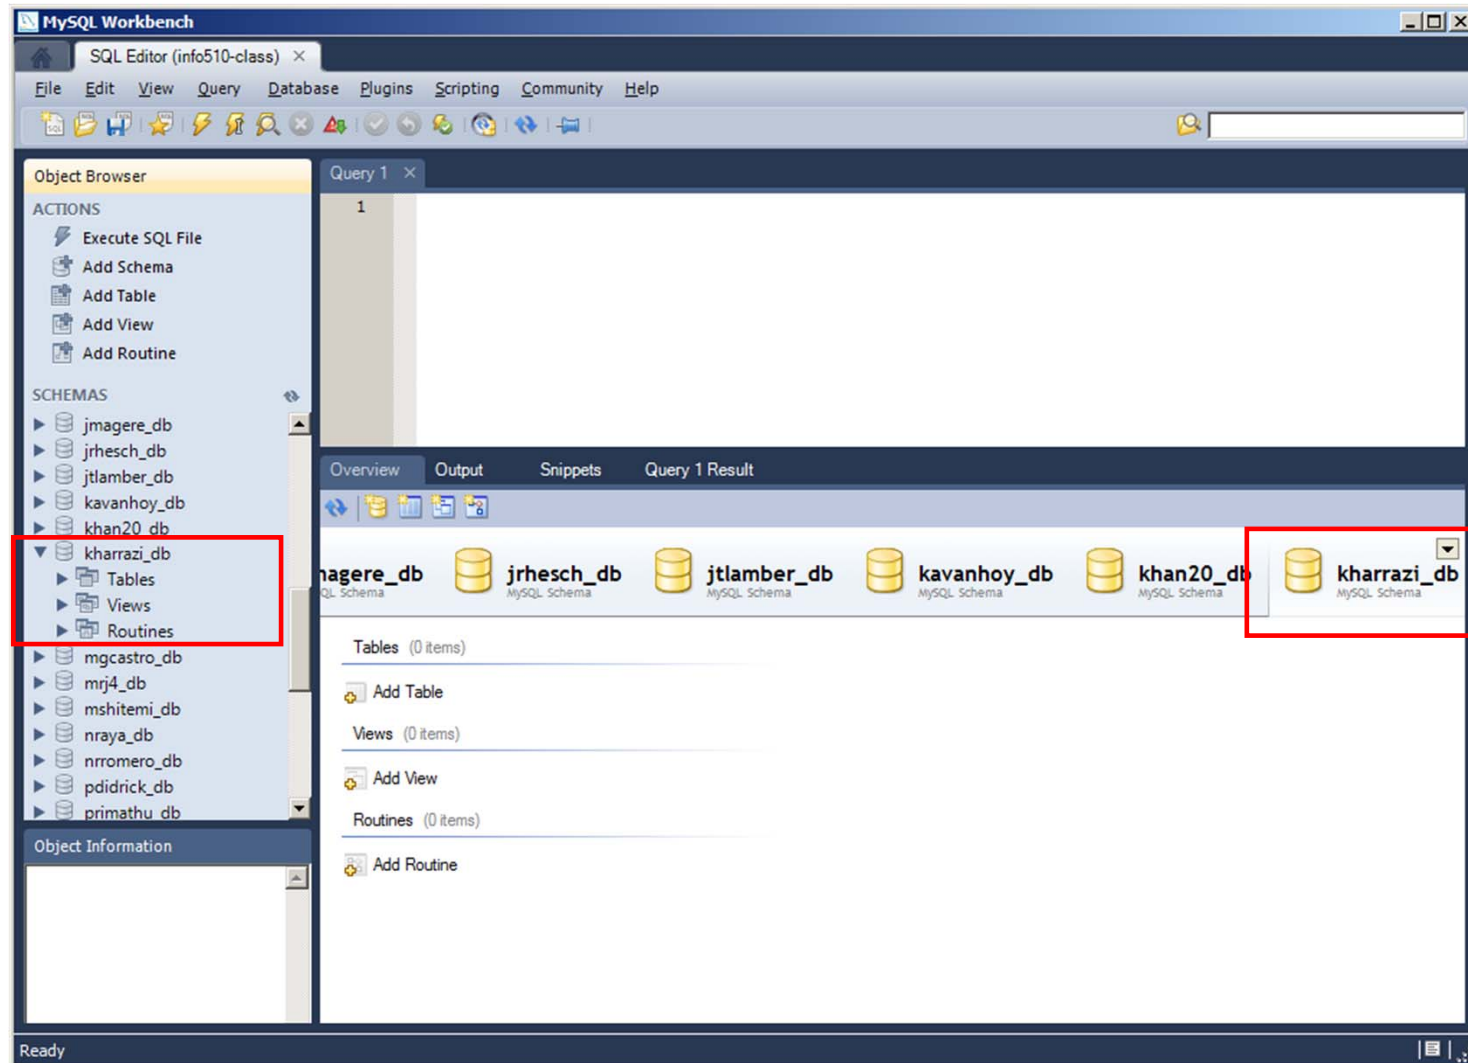 MySQL Workbench
SQL Editor (info510-class) ×
File Edit View Query Database Plugins Scripting Community Help
Object Browser
ACTIONS
Execute SQL File
Add Schema
Add Table
Add View
Add Routine
SCHEMAS
jmagere_db
jrhesch_db
jtlamber_db
kavanhoy_db
khan20_db
kharrazi_db
Tables
Views
Routines
mgcastro_db
mrj4_db
mshitemi_db
nraya_db
nrromero_db
pdidrick_db
primathu_db
Object Information
Query 1 ×
1
Overview Output Snippets Query 1 Result
nagere_db jrhesch_db jtlamber_db kavanhoy_db khan20_db kharrazi_db
QL Schema MySQL Schema MySQL Schema MySQL Schema MySQL Schema MySQL Schema
Tables (0 items)
Add Table
Views (0 items)
Add View
Routines (0 items)
Add Routine
Ready